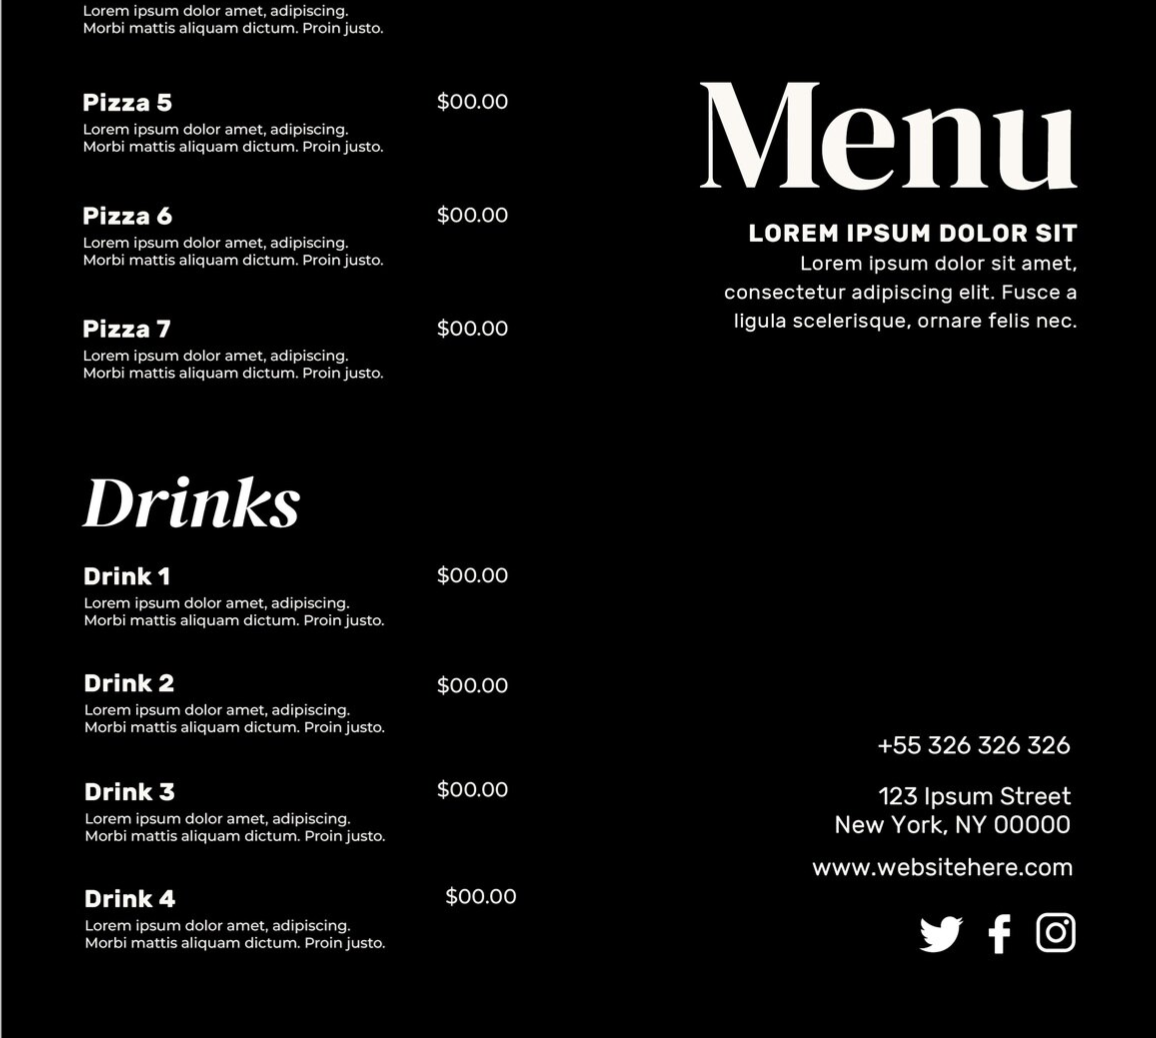 Lorem ipsum dolor amet, adipiscing.
Morbi mattis aliquam dictum. Proin justo.
Pizza 5 $00.00
Lorem ipsum dolor amet, adipiscing.
Morbi mattis aliquam dictum. Proin justo.
Pizza 6 $00.00
Lorem ipsum dolor amet, adipiscing.
Morbi mattis aliquam dictum. Proin justo.
Pizza 7 $00.00
Lorem ipsum dolor amet, adipiscing.
Morbi mattis aliquam dictum. Proin justo.
Drinks
Drink 1 $00.00
Lorem ipsum dolor amet, adipiscing.
Morbi mattis aliquam dictum. Proin justo.
Drink 2 $00.00
Lorem ipsum dolor amet, adipiscing.
Morbi mattis aliquam dictum. Proin justo.
Drink 3 $00.00
Lorem ipsum dolor amet, adipiscing.
Morbi mattis aliquam dictum. Proin justo.
Drink 4 $00.00
Lorem ipsum dolor amet, adipiscing.
Morbi mattis aliquam dictum. Proin justo.
Menu
LOREM IPSUM DOLOR SIT
Lorem ipsum dolor sit amet,
consectetur adipiscing elit. Fusce a
ligula scelerisque, ornare felis nec.
+55 326 326 326
123 Ipsum Street
New York, NY 00000
www.websitehere.com